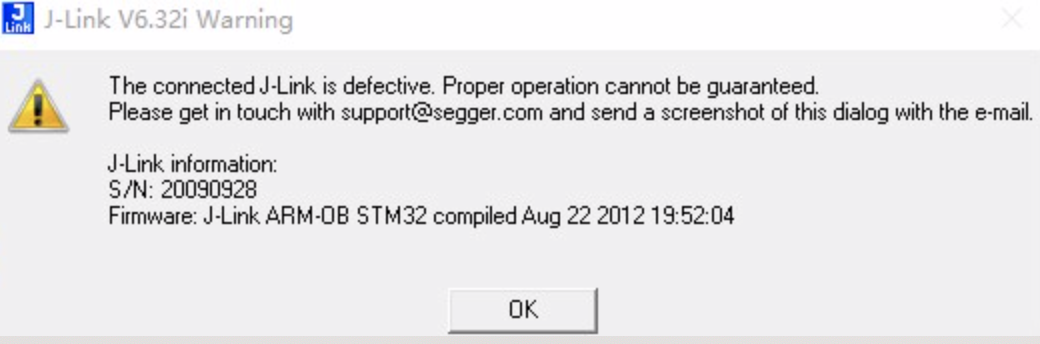 J Link
J-Link V6.32i Warning
The connected J-Link is defective. Proper operation cannot be guaranteed.
Please get in touch with support@segger.com and send a screenshot of this dialog with the e-mail.
J-Link information:
S/N: 20090928
Firmware: J-Link ARM-OB STM32 compiled Aug 22 2012 19:52:04
OK